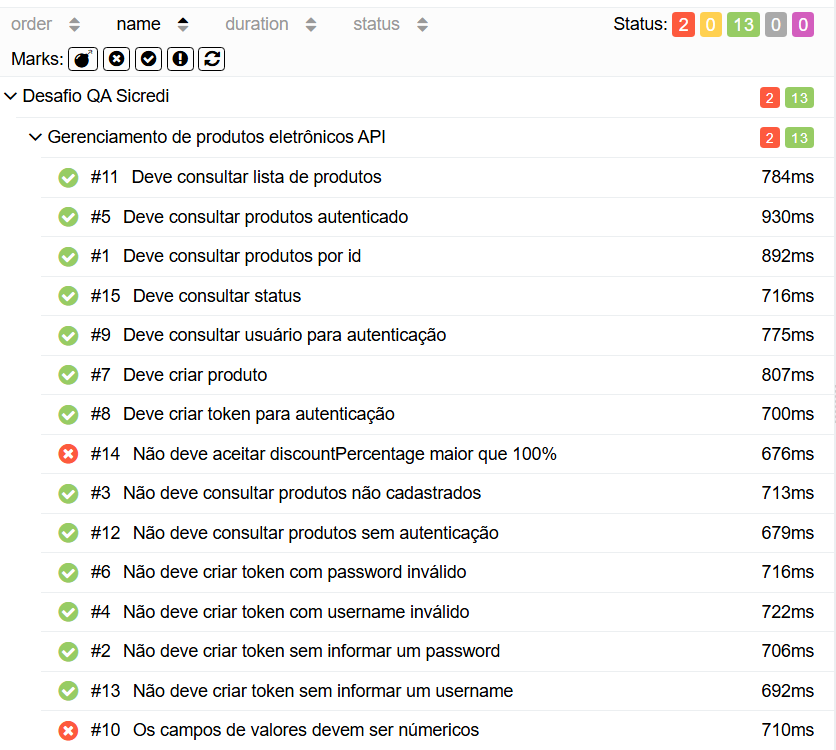 order name duration status Status: 2 0 13 0 0
Marks:
Desafio QA Sicredi 2 13
Gerenciamento de produtos eletrônicos API 2 13
#11 Deve consultar lista de produtos 784ms
#5 Deve consultar produtos autenticado 930ms
#1 Deve consultar produtos por id 892ms
#15 Deve consultar status 716ms
#9 Deve consultar usuário para autenticação 775ms
#7 Deve criar produto 807ms
#8 Deve criar token para autenticação 700ms
#14 Não deve aceitar discountPercentage maior que 100% 676ms
#3 Não deve consultar produtos não cadastrados 713ms
#12 Não deve consultar produtos sem autenticação 679ms
#6 Não deve criar token com password inválido 716ms
#4 Não deve criar token com username inválido 722ms
#2 Não deve criar token sem informar um password 706ms
#13 Não deve criar token sem informar um username 692ms
#10 Os campos de valores devem ser númericos 710ms